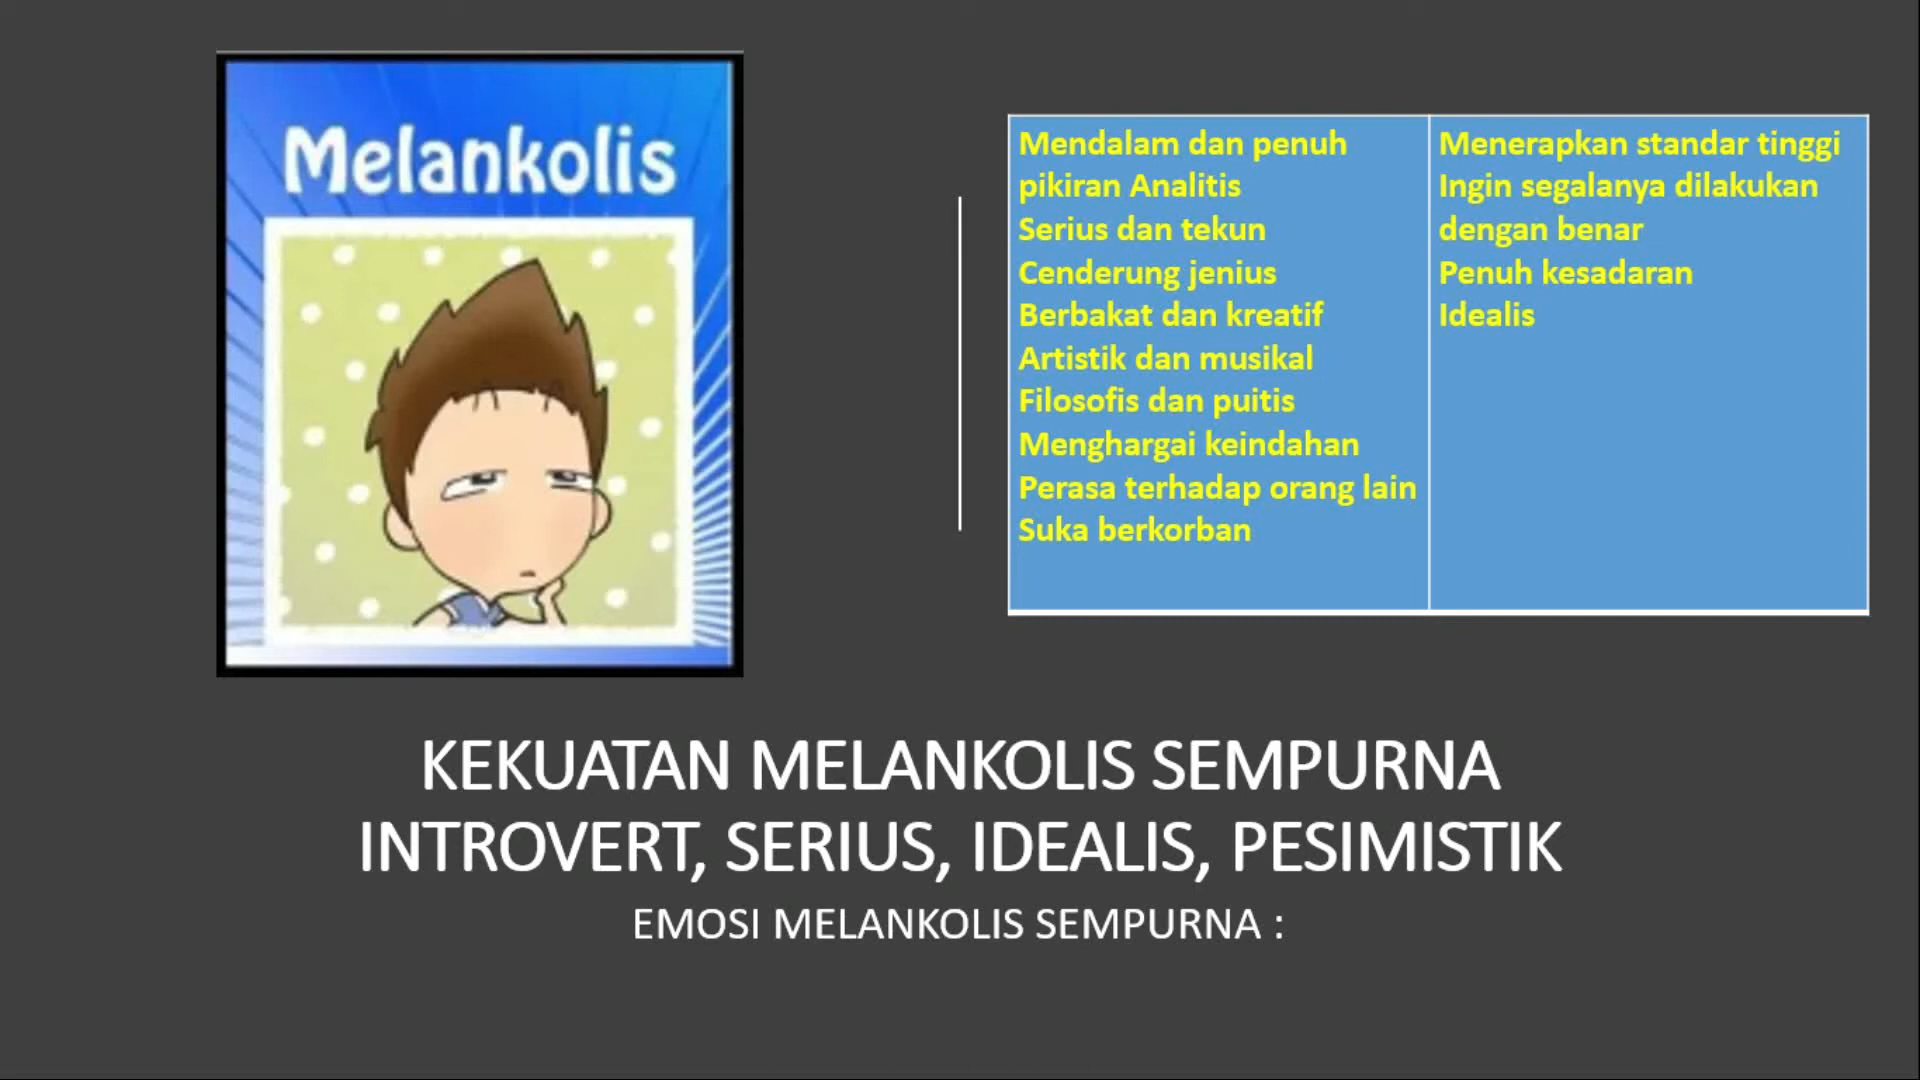 Melankolis
Mendalam dan penuh
pikiran Analitis
Serius dan tekun
Cenderung jenius
Berbakat dan kreatif
Artistik dan musikal
Filosofis dan puitis
Menghargai keindahan
Perasa terhadap orang lain
Suka berkorban
Menerapkan standar tinggi
Ingin segalanya dilakukan
dengan benar
Penuh kesadaran
Idealis
KEKUATAN MELANKOLIS SEMPURNA
INTROVERT, SERIUS, IDEALIS, PESIMISTIK
EMOSI MELANKOLIS SEMPURNA :